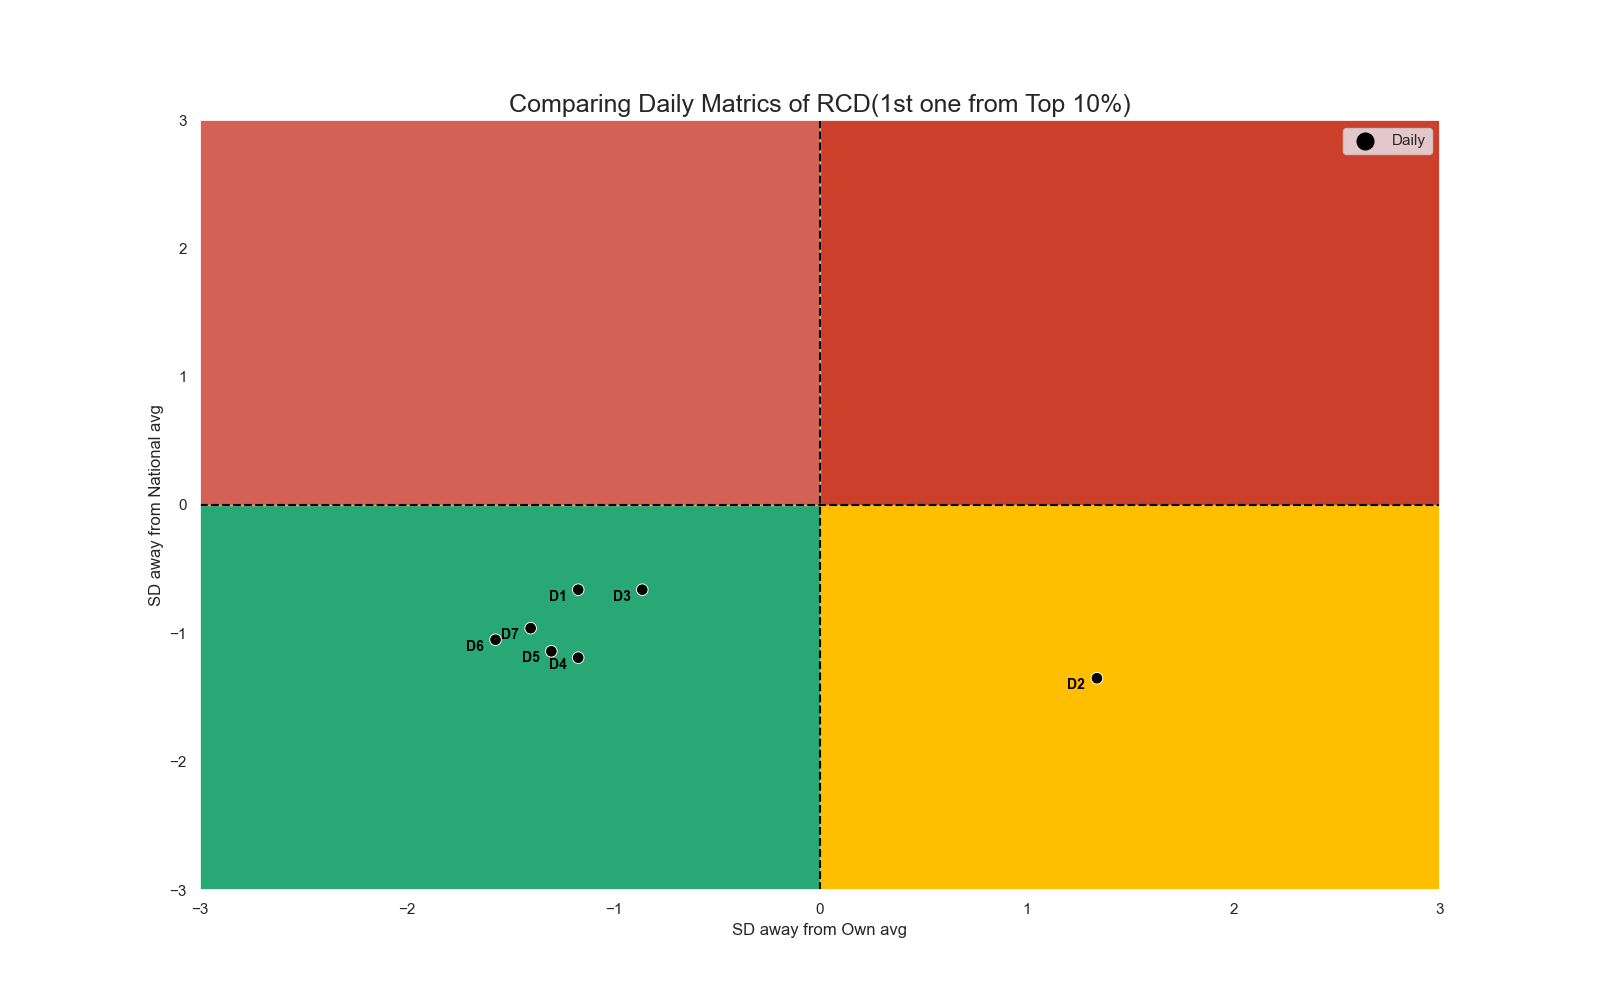 Comparing Daily Matrics of RCD(1st one from Top 10%)
3
Daily
2
1
SD away from National avg
0
D1
D3
−1
D7
D6
D5
D4
D2
−2
−3
−3 −2 −1 0 1 2 3
SD away from Own avg